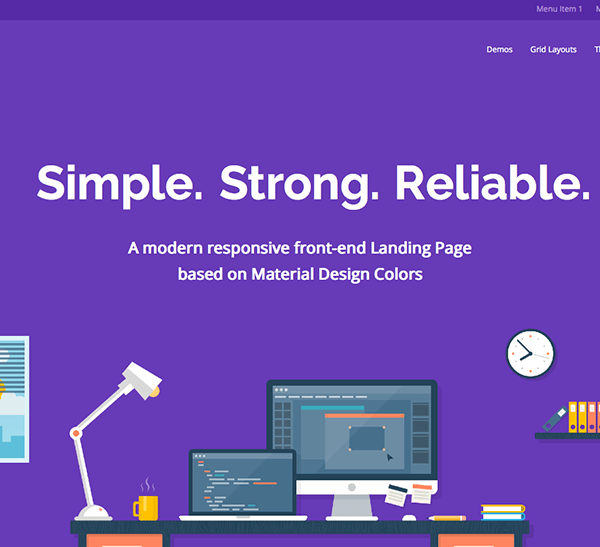 Menu Item 1
Demos Grid Layouts
Simple. Strong. Reliable.
A modern responsive front-end Landing Page
based on Material Design Colors